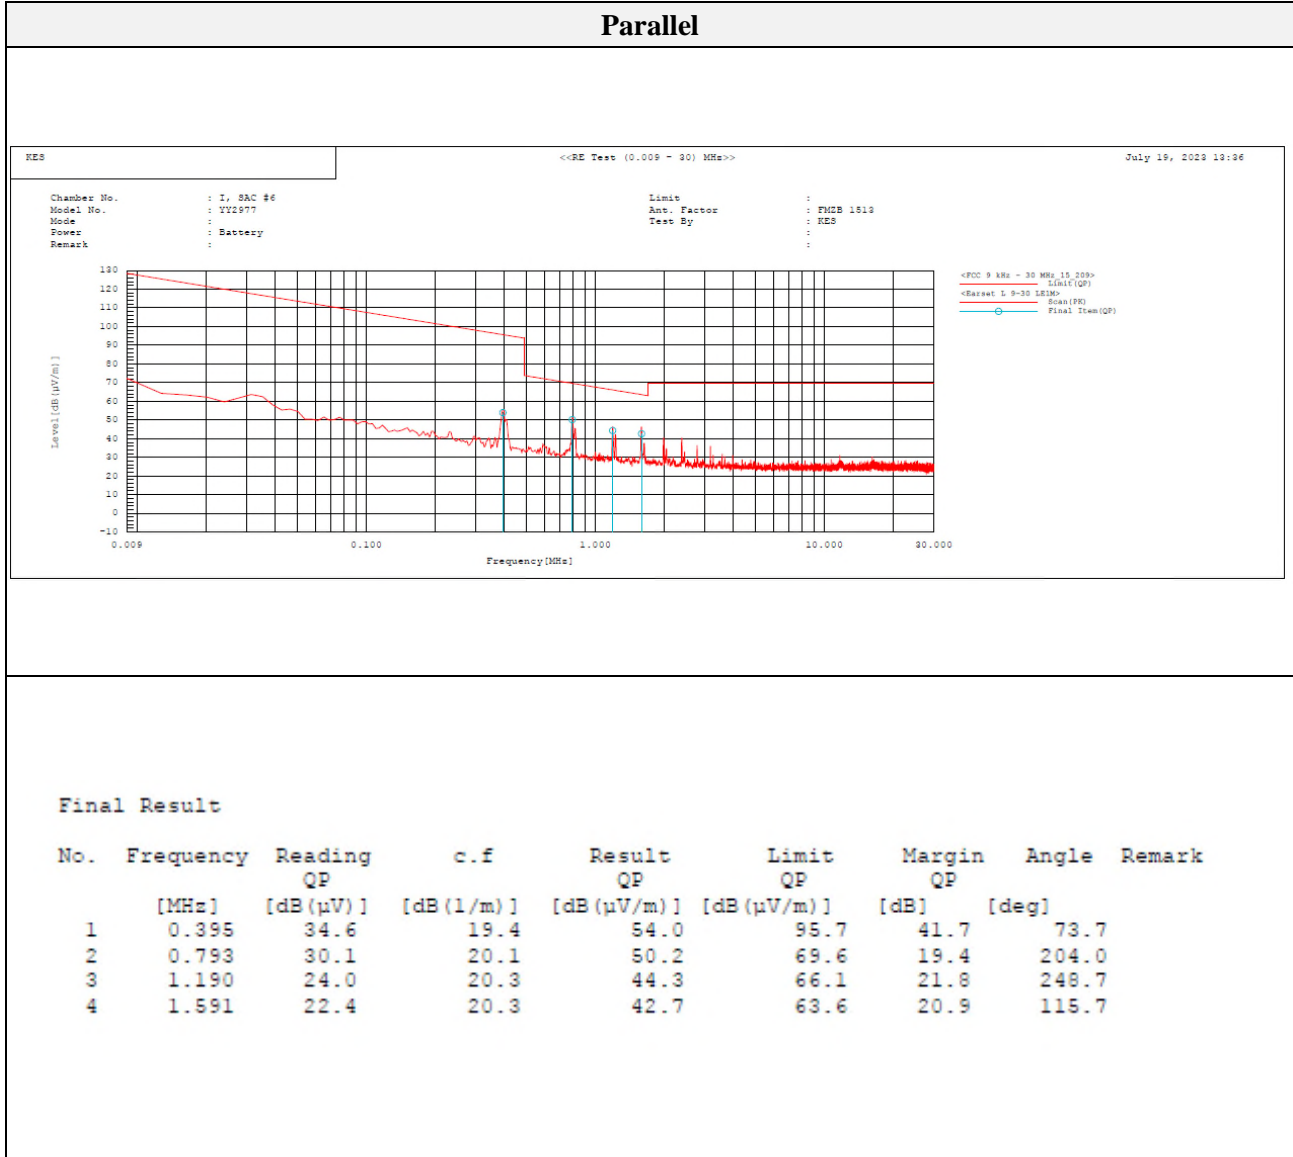 Parallel
KES <<RE Test (0.009 - 30) MHz>> July 19, 2023 13:36
Chamber No. : I, SAC #6 Limit :
Model No. : YY2977 Ant. Factor : FMZB 1513
Mode : Test By : KES
Power : Battery :
Remark : :
<FCC 9 kHz - 30 MHz_15_209>
Limit(QP)
<Earset L 9-30 LE1M>
Scan(PK)
Final Item(QP)
Level[dB(µV/m)]
130
120
110
100
90
80
70
60
50
40
30
20
10
0
-10
0.009 0.100 1.000 10.000 30.000
Frequency[MHz]
Final Result
No. Frequency Reading c.f Result Limit Margin Angle Remark
QP QP QP QP
[MHz] [dB(µV)] [dB(1/m)] [dB(µV/m)] [dB(µV/m)] [dB] [deg]
1 0.395 34.6 19.4 54.0 95.7 41.7 73.7
2 0.793 30.1 20.1 50.2 69.6 19.4 204.0
3 1.190 24.0 20.3 44.3 66.1 21.8 248.7
4 1.591 22.4 20.3 42.7 63.6 20.9 115.7